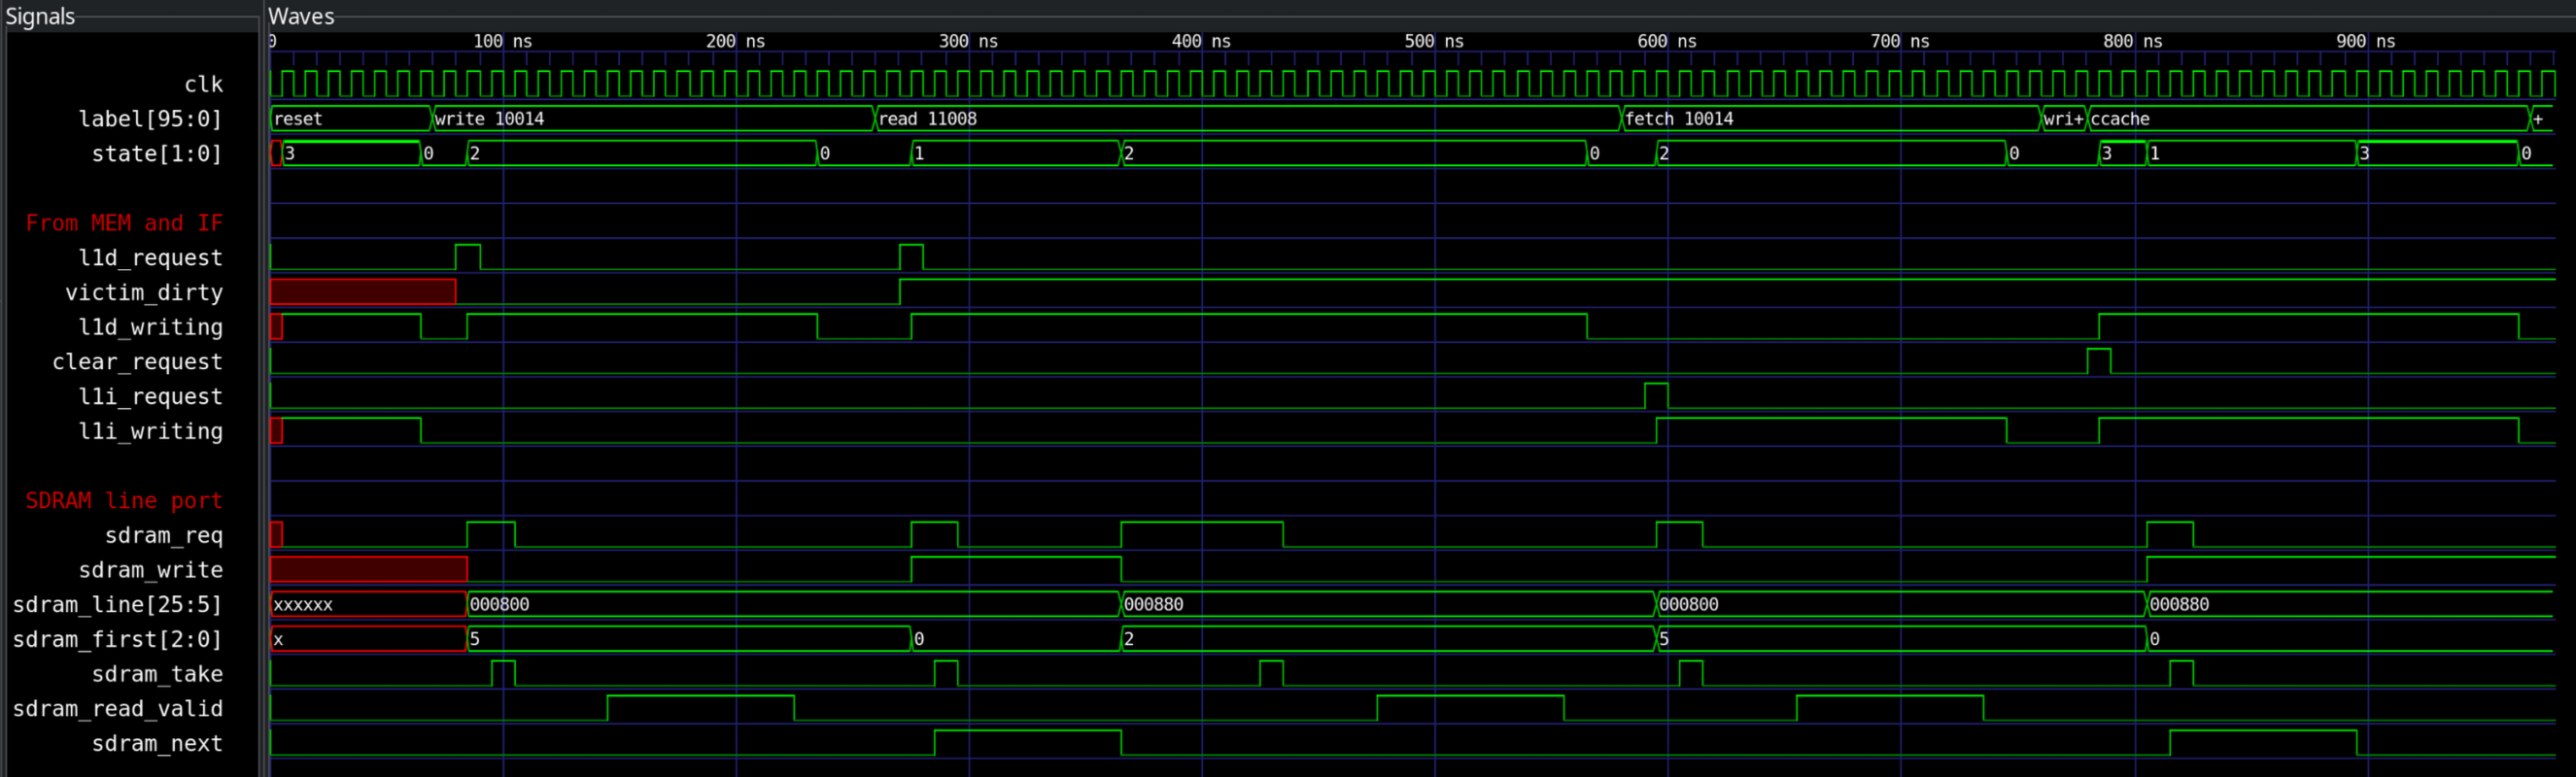 Signals Waves
0 100 ns 200 ns 300 ns 400 ns 500 ns 600 ns 700 ns 800 ns 900 ns
clk
label[95:0] reset write 10014 read 11008 fetch 10014 wri+ ccache +
state[1:0] 3 0 2 0 1 2 0 2 0 3 1 3 0
From MEM and IF
l1d_request
victim_dirty
l1d_writing
clear_request
l1i_request
l1i_writing
SDRAM line port
sdram_req
sdram_write
sdram_line[25:5] xxxxxx 000800 000880 000800 000880
sdram_first[2:0] x 5 0 2 5 0
sdram_take
sdram_read_valid
sdram_next